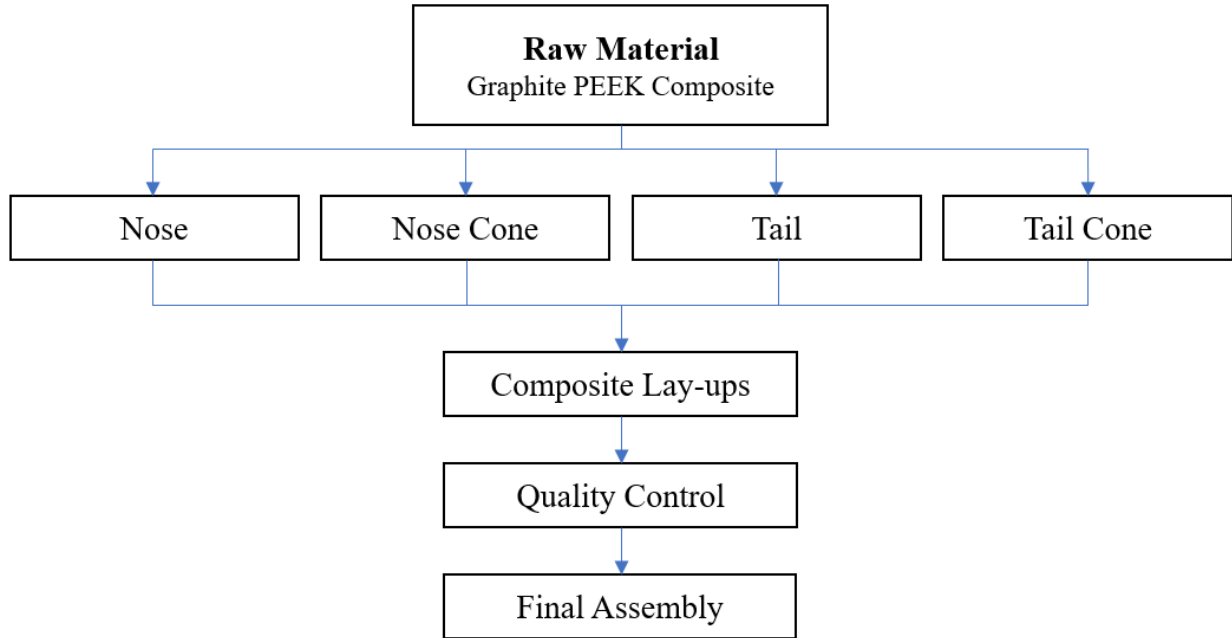 Raw Material
Graphite PEEK Composite
Nose
Nose Cone
Tail
Tail Cone
Composite Lay-ups
Quality Control
Final Assembly